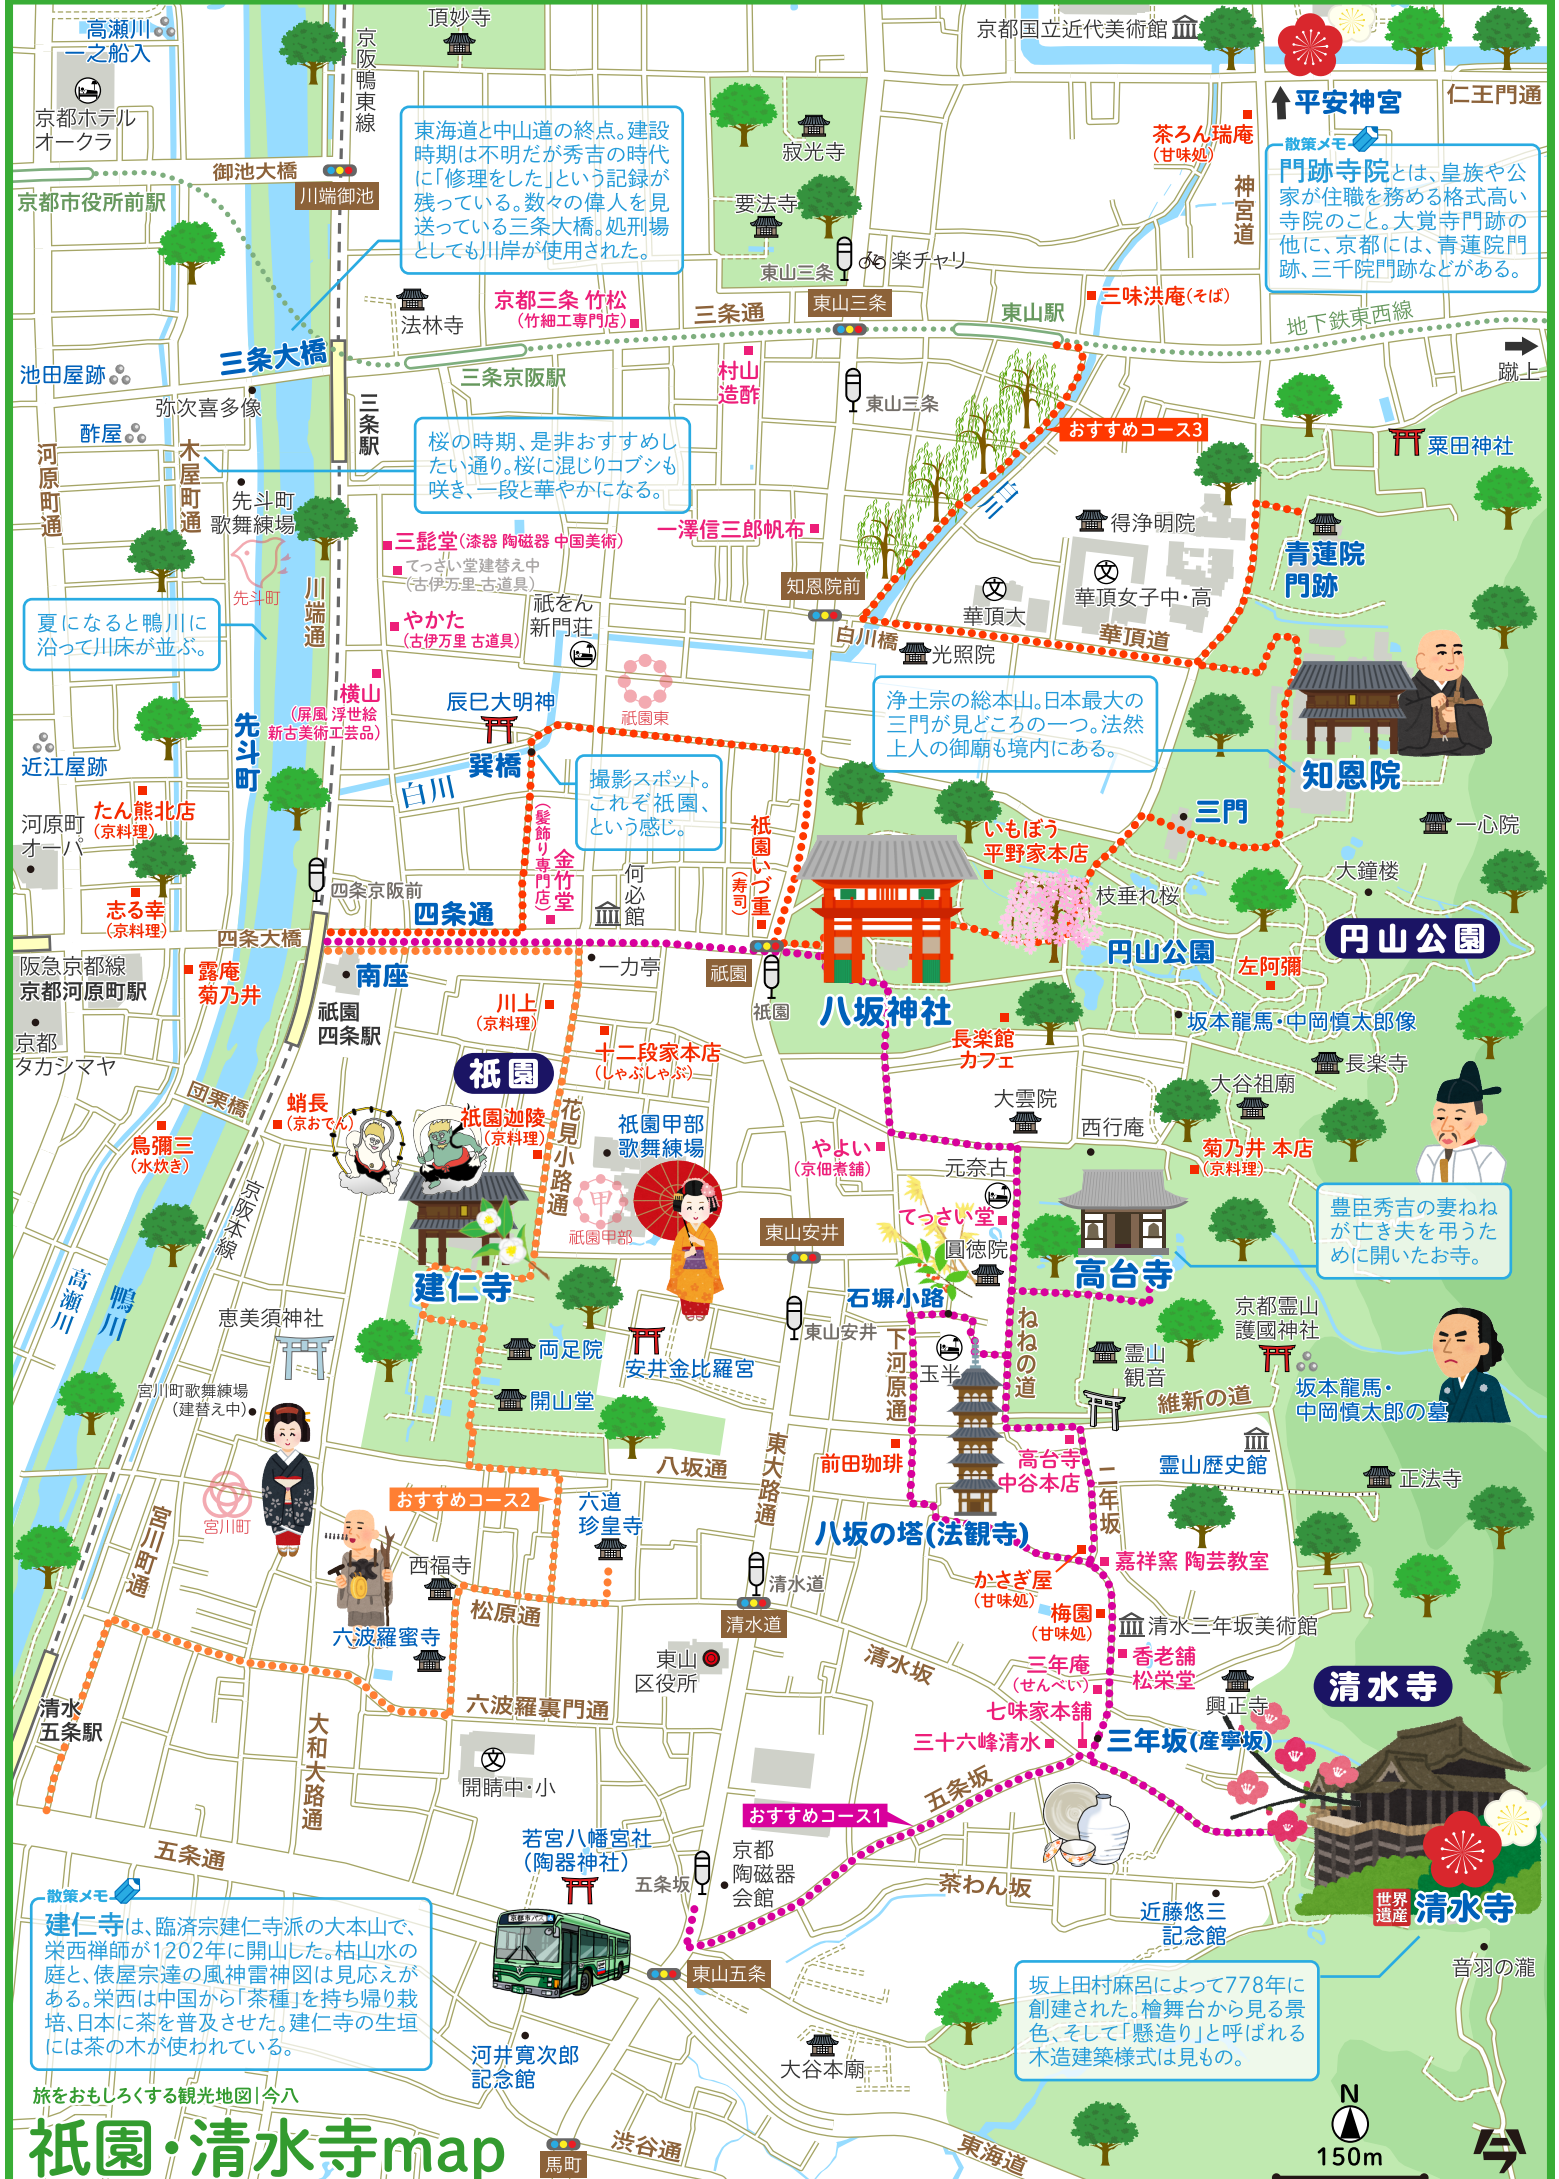 高瀬川
一之船入
京都ホテル
オークラ
京阪鴨東線
頂妙寺
京都国立近代美術館
平安神宮
仁王門通
御池大橋
川端御池
京都市役所前駅
東海道と中山道の終点。建設
時期は不明だが秀吉の時代
に「修理をした」という記録が
残っている。数々の偉人を見
送っている三条大橋。処刑場
としても川岸が使用された。
寂光寺
要法寺
東山三条
楽チャリ
東山三条
茶ろん瑞庵
(甘味処)
神宮道
散策メモ
門跡寺院とは、皇族や公
家が住職を務める格式高い
寺院のこと。大覚寺門跡の
他に、京都には、青蓮院門
跡、三千院門跡などがある。
法林寺
京都三条 竹松
(竹細工専門店)
三条通
東山駅
三味洪庵(そば)
地下鉄東西線
蹴上
三条大橋
池田屋跡
弥次喜多像
三条京阪駅
村山
造酢
東山三条
三条駅
酢屋
河原町通
木屋町通
桜の時期、是非おすすめし
たい通り。桜に混じりコブシも
咲き、一段と華やかになる。
おすすめコース3
粟田神社
先斗町
歌舞練場
先斗町
三髭堂(漆器 陶磁器 中国美術)
てっさい堂建替え中
(古伊万里 古道具)
一澤信三郎帆布
白川
得浄明院
青蓮院
門跡
知恩院前
華頂大
華頂女子中・高
夏になると鴨川に
沿って川床が並ぶ。
川端通
やかた
(古伊万里 古道具)
祇をん
新門荘
白川橋
光照院
華頂道
横山
(屏風 浮世絵
新古美術工芸品)
辰巳大明神
祇園東
浄土宗の総本山。日本最大の
三門が見どころの一つ。法然
上人の御廟も境内にある。
知恩院
先斗町
近江屋跡
巽橋
白川
撮影スポット。
これぞ祇園、
という感じ。
三門
一心院
たん熊北店
(京料理)
河原町
オーパ
金竹堂
(髪飾り専門店)
祇園いづ重
(寿司)
いもぼう
平野家本店
枝垂れ桜
大鐘楼
四条京阪前
何必館
志る幸
(京料理)
四条通
四条大橋
円山公園
円山公園
阪急京都線
京都河原町駅
露庵
菊乃井
南座
一力亭
祇園
左阿彌
祇園
四条駅
川上
(京料理)
祇園
八坂神社
坂本龍馬・中岡慎太郎像
京都
タカシマヤ
十二段家本店
(しゃぶしゃぶ)
長楽館
カフェ
長楽寺
祇園
団栗橋
蛸長
(京おでん)
祇園迦陵
(京料理)
花見小路通
祇園甲部
歌舞練場
大雲院
大谷祖廟
西行庵
鳥彌三
(水炊き)
やよい
(京佃煮舗)
元奈古
菊乃井 本店
(京料理)
甲
祇園甲部
てっさい堂
圓徳院
東山安井
京阪本線
豊臣秀吉の妻ねね
が亡き夫を弔うた
めに開いたお寺。
高台寺
建仁寺
高瀬川
鴨川
石塀小路
恵美須神社
両足院
安井金比羅宮
東山安井
下河原通
玉半
ねねの道
京都霊山
護國神社
霊山
観音
維新の道
坂本龍馬・
中岡慎太郎の墓
開山堂
宮川町歌舞練場
(建替え中)
八坂通
東大路通
前田珈琲
高台寺
中谷本店
霊山歴史館
正法寺
宮川町
おすすめコース2
六道
珍皇寺
二年坂
八坂の塔(法観寺)
宮川町通
西福寺
清水道
かさぎ屋
(甘味処)
嘉祥窯 陶芸教室
松原通
清水道
梅園
(甘味処)
清水三年坂美術館
六波羅蜜寺
東山
区役所
清水坂
三年庵
(せんべい)
香老舗
松栄堂
興正寺
清水寺
清水
五条駅
六波羅裏門通
七味家本舗
大和大路通
三十六峰清水
三年坂(産寧坂)
開睛中・小
五条坂
おすすめコース1
五条通
若宮八幡宮社
(陶器神社)
京都
陶磁器
会館
五条坂
茶わん坂
近藤悠三
記念館
世界
遺産
清水寺
音羽の瀧
散策メモ
建仁寺は、臨済宗建仁寺派の大本山で、
栄西禅師が1202年に開山した。枯山水の
庭と、俵屋宗達の風神雷神図は見応えが
ある。栄西は中国から「茶種」を持ち帰り栽
培、日本に茶を普及させた。建仁寺の生垣
には茶の木が使われている。
京都市バス
東山五条
坂上田村麻呂によって778年に
創建された。檜舞台から見る景
色、そして「懸造り」と呼ばれる
木造建築様式は見もの。
河井寛次郎
記念館
大谷本廟
旅をおもしろくする観光地図|今八
祇園・清水寺map
馬町
渋谷通
東海道
N
150m